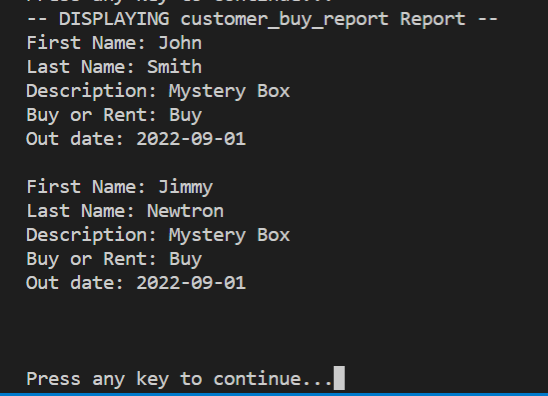 -- DISPLAYING customer_buy_report Report --
First Name: John
Last Name: Smith
Description: Mystery Box
Buy or Rent: Buy
Out date: 2022-09-01
First Name: Jimmy
Last Name: Newtron
Description: Mystery Box
Buy or Rent: Buy
Out date: 2022-09-01
Press any key to continue...